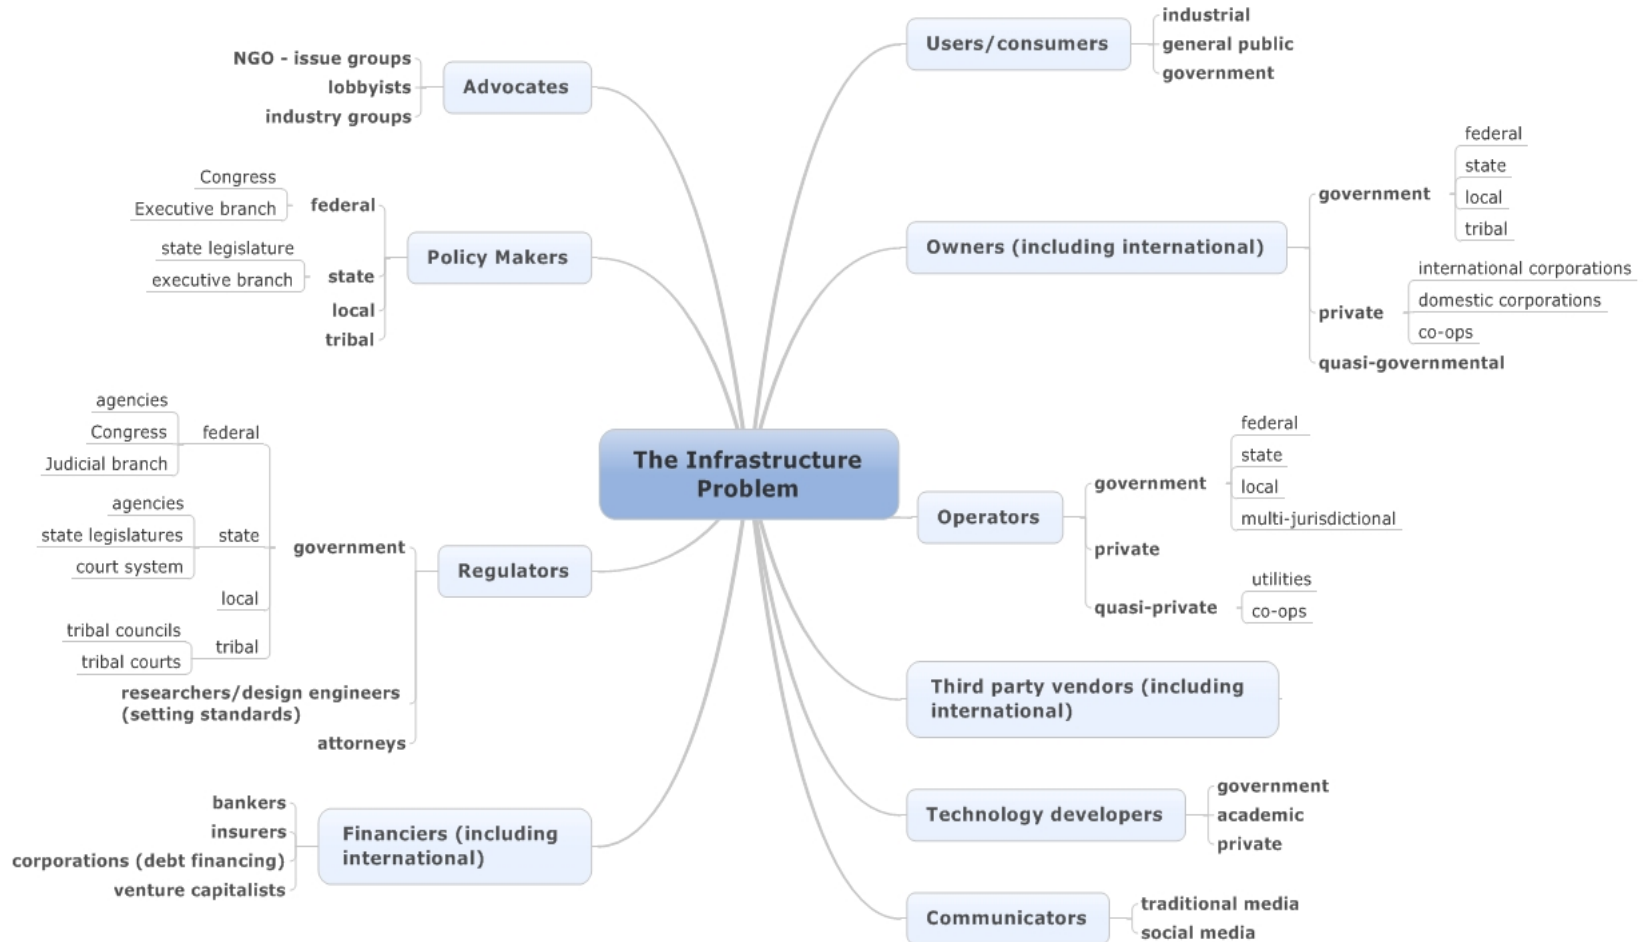 The Infrastructure
Problem
Advocates
NGO - issue groups
lobbyists
industry groups
Policy Makers
federal
Congress
Executive branch
state
state legislature
executive branch
local
tribal
Regulators
government
federal
agencies
Congress
Judicial branch
state
agencies
state legislatures
court system
local
tribal
tribal councils
tribal courts
researchers/design engineers
(setting standards)
attorneys
Financiers (including
international)
bankers
insurers
corporations (debt financing)
venture capitalists
Users/consumers
industrial
general public
government
Owners (including international)
government
federal
state
local
tribal
private
international corporations
domestic corporations
co-ops
quasi-governmental
Operators
government
federal
state
local
multi-jurisdictional
private
quasi-private
utilities
co-ops
Third party vendors (including
international)
Technology developers
government
academic
private
Communicators
traditional media
social media